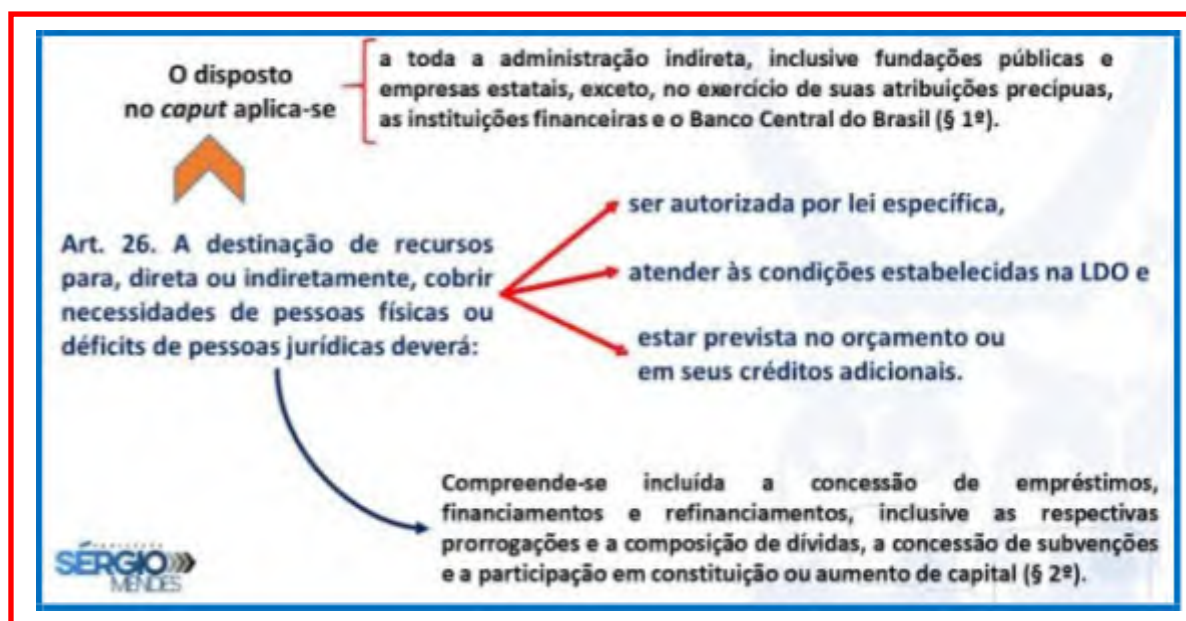 O disposto
no caput aplica-se
a toda a administração indireta, inclusive fundações públicas e
empresas estatais, exceto, no exercício de suas atribuições precípuas,
as instituições financeiras e o Banco Central do Brasil (§ 1º).
Art. 26. A destinação de recursos
para, direta ou indiretamente, cobrir
necessidades de pessoas físicas ou
déficits de pessoas jurídicas deverá:
ser autorizada por lei específica,
atender às condições estabelecidas na LDO e
estar prevista no orçamento ou
em seus créditos adicionais.
Compreende-se incluída a concessão de empréstimos,
financiamentos e refinanciamentos, inclusive as respectivas
prorrogações e a composição de dívidas, a concessão de subvenções
e a participação em constituição ou aumento de capital (§ 2º).
SÉRGIO
MENDES